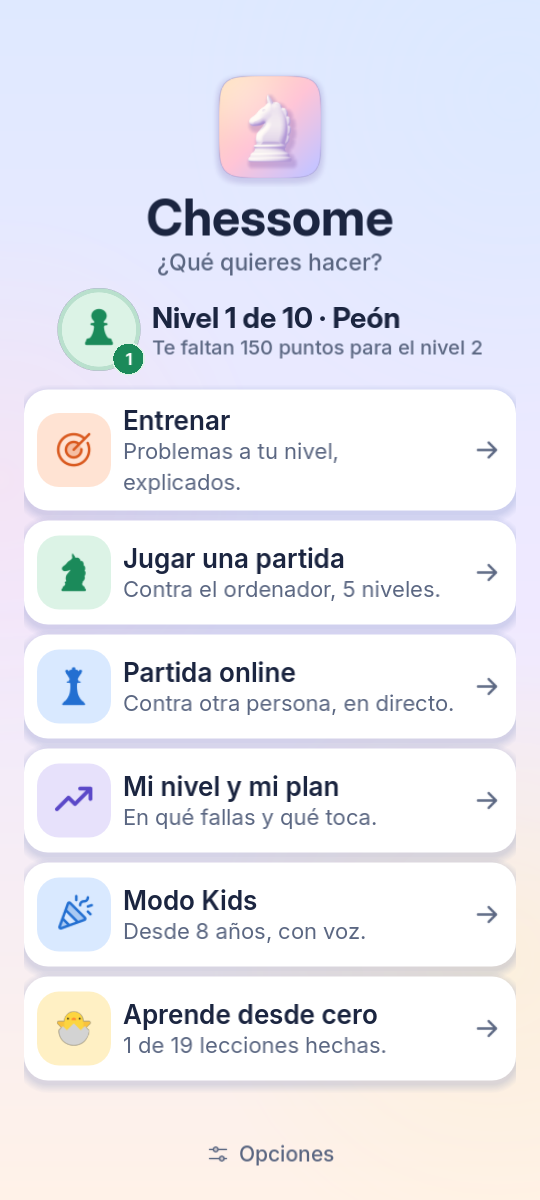 Chessome
¿Qué quieres hacer?
Nivel 1 de 10 · Peón
Te faltan 150 puntos para el nivel 2
1
Entrenar
Problemas a tu nivel,
explicados.
Jugar una partida
Contra el ordenador, 5 niveles.
Partida online
Contra otra persona, en directo.
Mi nivel y mi plan
En qué fallas y qué toca.
Modo Kids
Desde 8 años, con voz.
Aprende desde cero
1 de 19 lecciones hechas.
Opciones